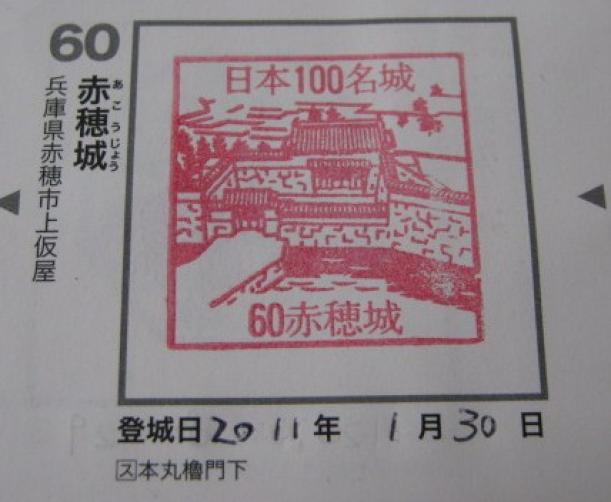 60
赤穂城
あこうじょう
兵庫県赤穂市上仮屋
日本100名城
60赤穂城
登城日2011年 1月30日
ス本丸櫓門下